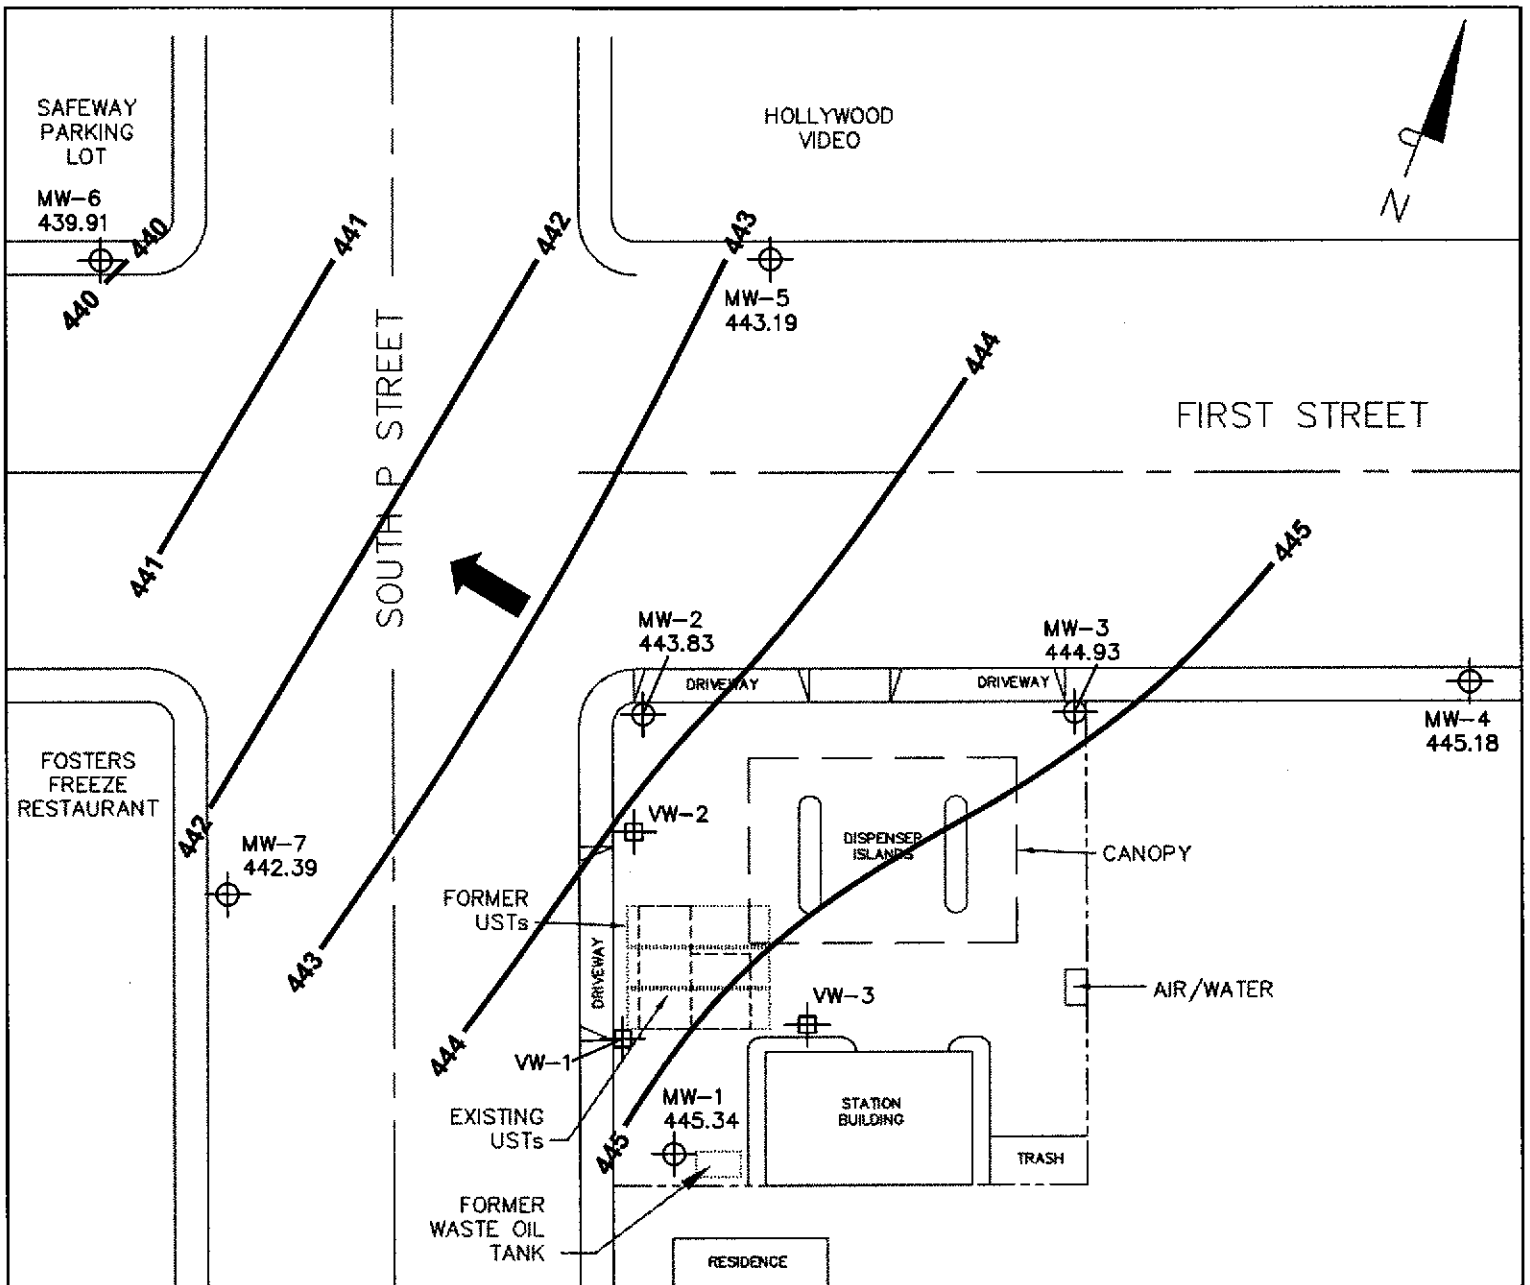 SAFEWAY
PARKING
LOT
HOLLYWOOD
VIDEO
N
MW-6
439.91
440
440
441
441
442
442
443
443
MW-5
443.19
444
444
FIRST STREET
SOUTH P STREET
445
445
MW-2
443.83
MW-3
444.93
DRIVEWAY
DRIVEWAY
MW-4
445.18
FOSTERS
FREEZE
RESTAURANT
MW-7
442.39
VW-2
DISPENSER
ISLANDS
CANOPY
FORMER
USTs
DRIVEWAY
AIR/WATER
VW-3
VW-1
MW-1
445.34
EXISTING
USTs
STATION
BUILDING
TRASH
FORMER
WASTE OIL
TANK
RESIDENCE